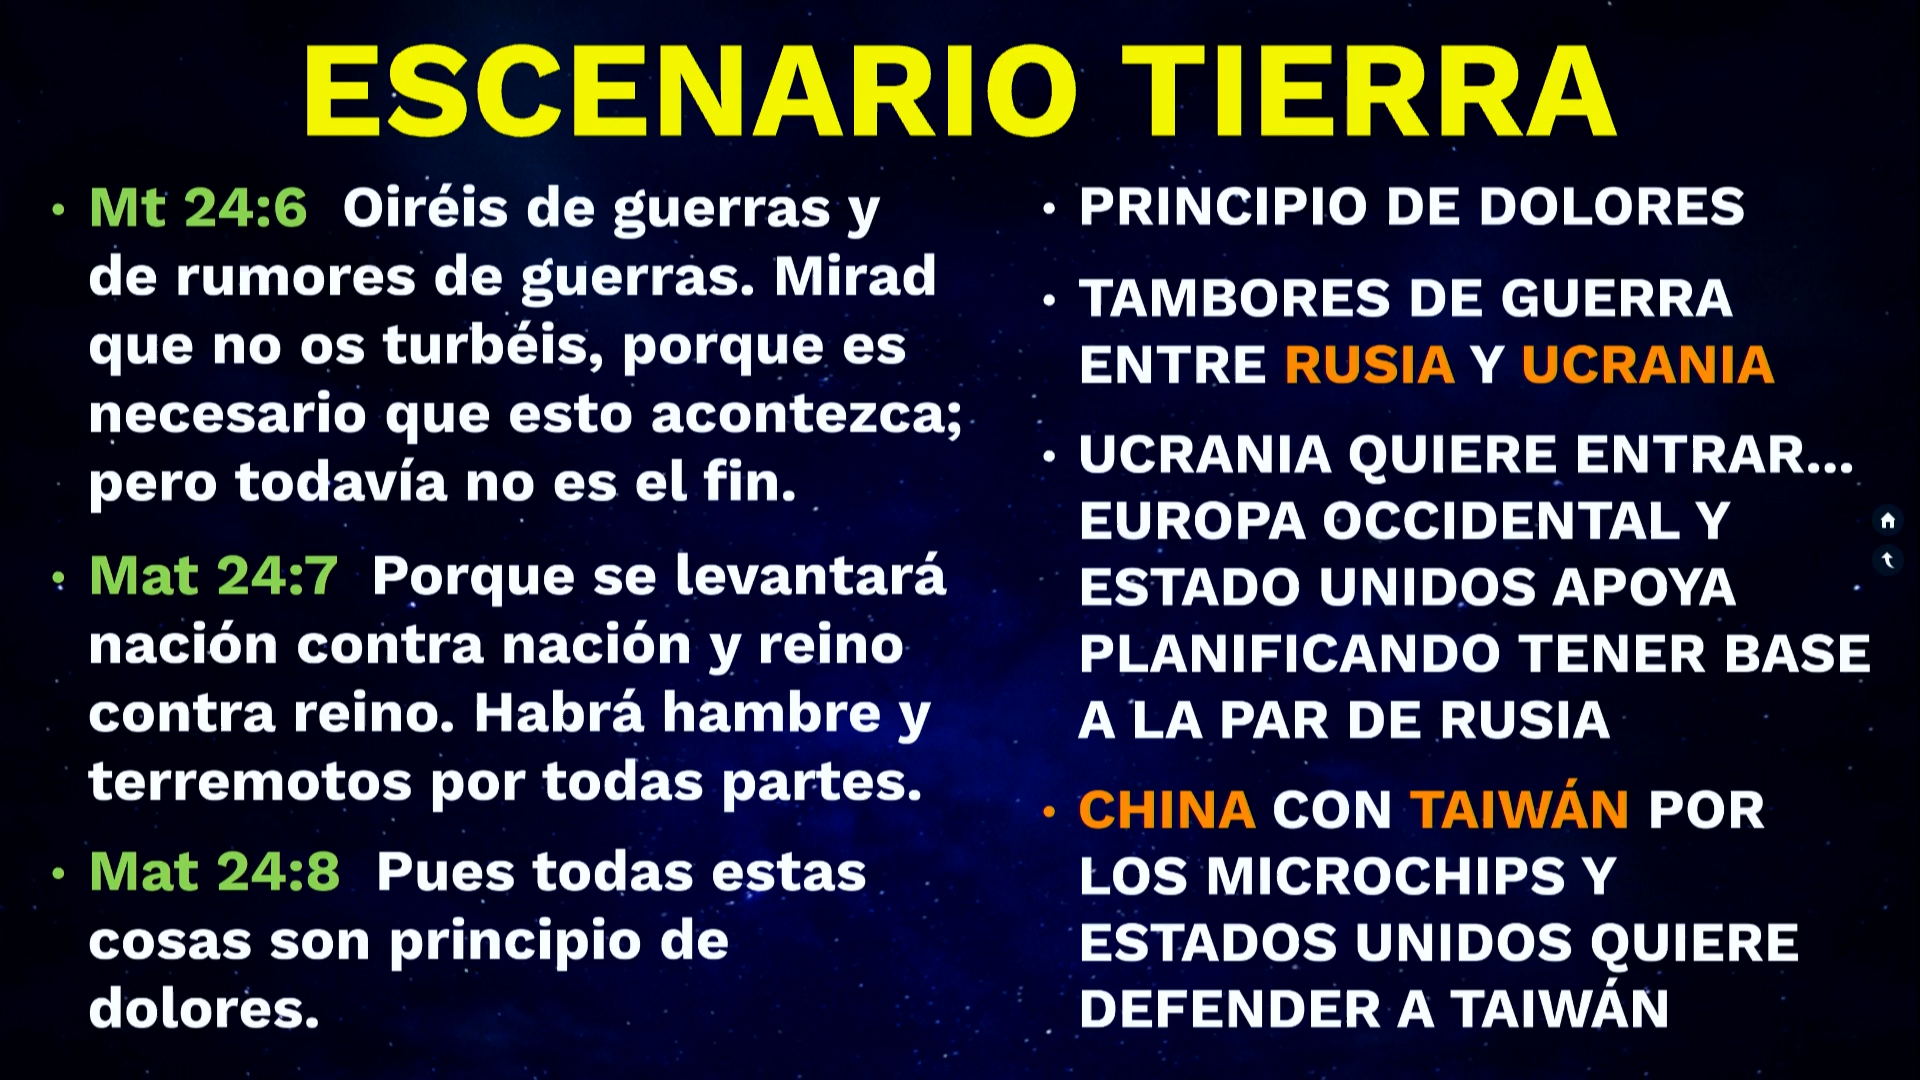 ESCENARIO TIERRA
• Mt 24:6 Oiréis de guerras y
de rumores de guerras. Mirad
que no os turbéis, porque es
necesario que esto acontezca;
pero todavía no es el fin.
• Mat 24:7 Porque se levantará
nación contra nación y reino
contra reino. Habrá hambre y
terremotos por todas partes.
• Mat 24:8 Pues todas estas
cosas son principio de
dolores.
• PRINCIPIO DE DOLORES
• TAMBORES DE GUERRA
ENTRE RUSIA Y UCRANIA
• UCRANIA QUIERE ENTRAR...
EUROPA OCCIDENTAL Y
ESTADO UNIDOS APOYA
PLANIFICANDO TENER BASE
A LA PAR DE RUSIA
• CHINA CON TAIWÁN POR
LOS MICROCHIPS Y
ESTADOS UNIDOS QUIERE
DEFENDER A TAIWÁN